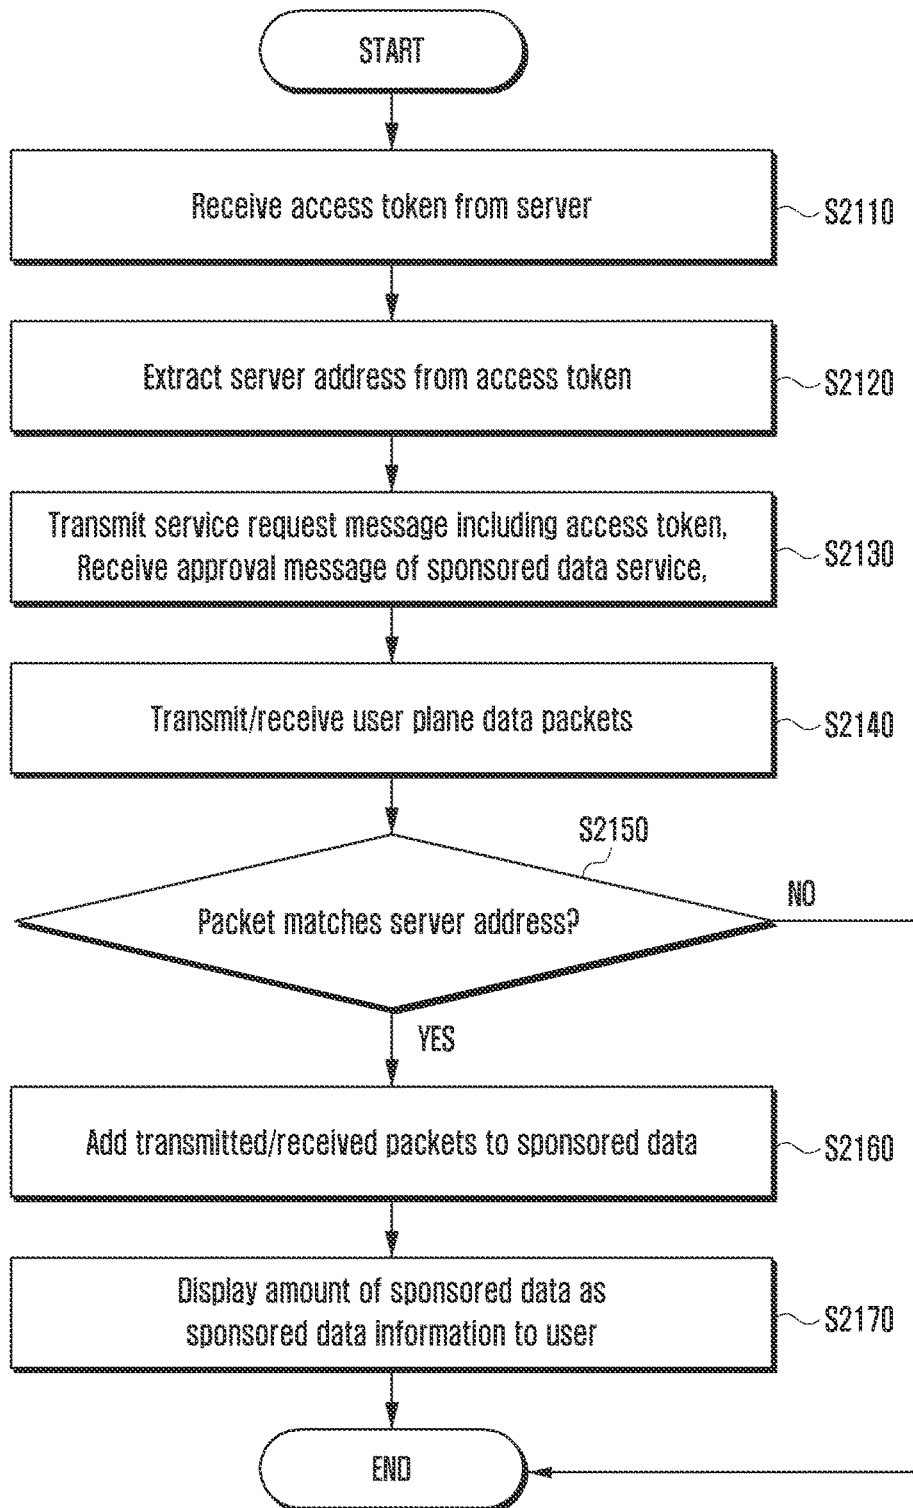 START
Receive access token from server
S2110
Extract server address from access token
S2120
Transmit service request message including access token,
Receive approval message of sponsored data service,
S2130
Transmit/receive user plane data packets
S2140
S2150
Packet matches server address?
NO
YES
Add transmitted/received packets to sponsored data
S2160
Display amount of sponsored data as
sponsored data information to user
S2170
END